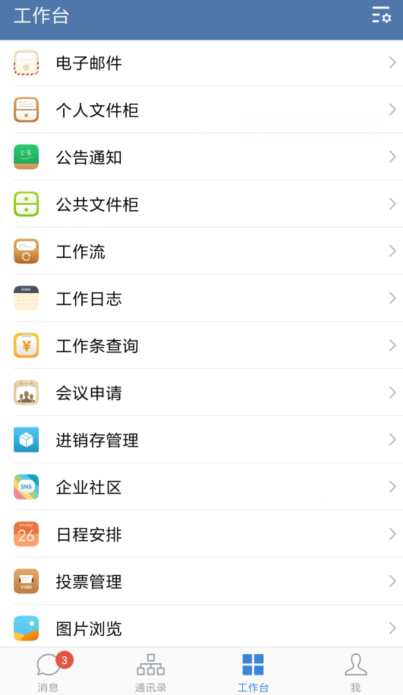 工作台
电子邮件
个人文件柜
公告通知
公共文件柜
工作流
工作日志
工作条查询
会议申请
进销存管理
SNS
企业社区
26
日程安排
投票管理
图片浏览
3
消息
通讯录
工作台
我